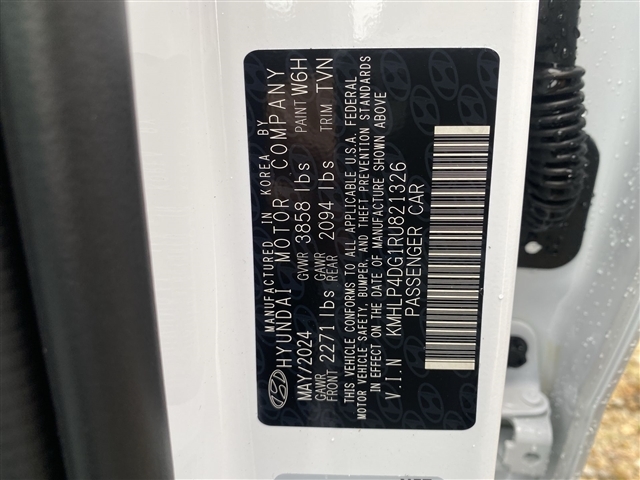 MANUFACTURED IN KOREA BY
HYUNDAI MOTOR COMPANY
MAY/2024 GVWR 3858 lbs PAINT W6H
GAWR FRONT 2271 lbs GAWR REAR 2094 lbs TRIM TVN
THIS VEHICLE CONFORMS TO ALL APPLICABLE U.S.A. FEDERAL
MOTOR VEHICLE SAFETY, BUMPER, AND THEFT PREVENTION STANDARDS
IN EFFECT ON THE DATE OF MANUFACTURE SHOWN ABOVE
V.I.N KMHLP4DG1RU821326
PASSENGER CAR